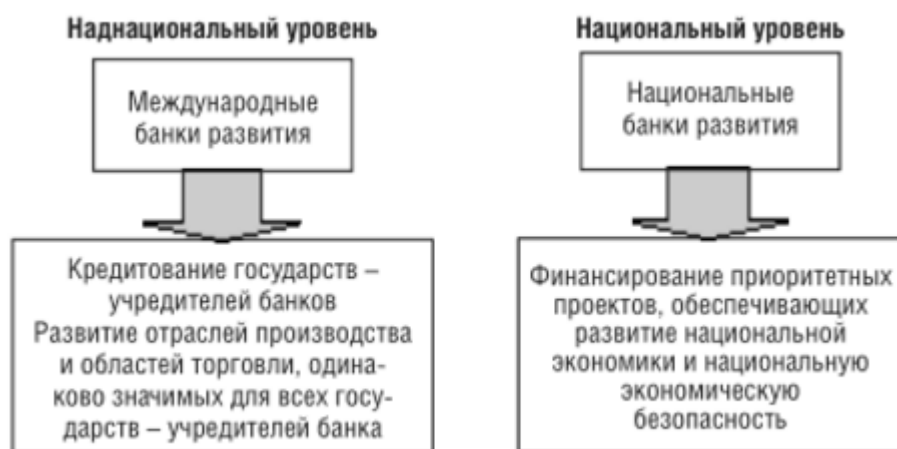 Наднациональный уровень
Международные
банки развития
Кредитование государств –
учредителей банков
Развитие отраслей производства
и областей торговли, одина-
ково значимых для всех госу-
дарств – учредителей банка
Национальный уровень
Национальные
банки развития
Финансирование приоритетных
проектов, обеспечивающих
развитие национальной
экономики и национальную
экономическую
безопасность